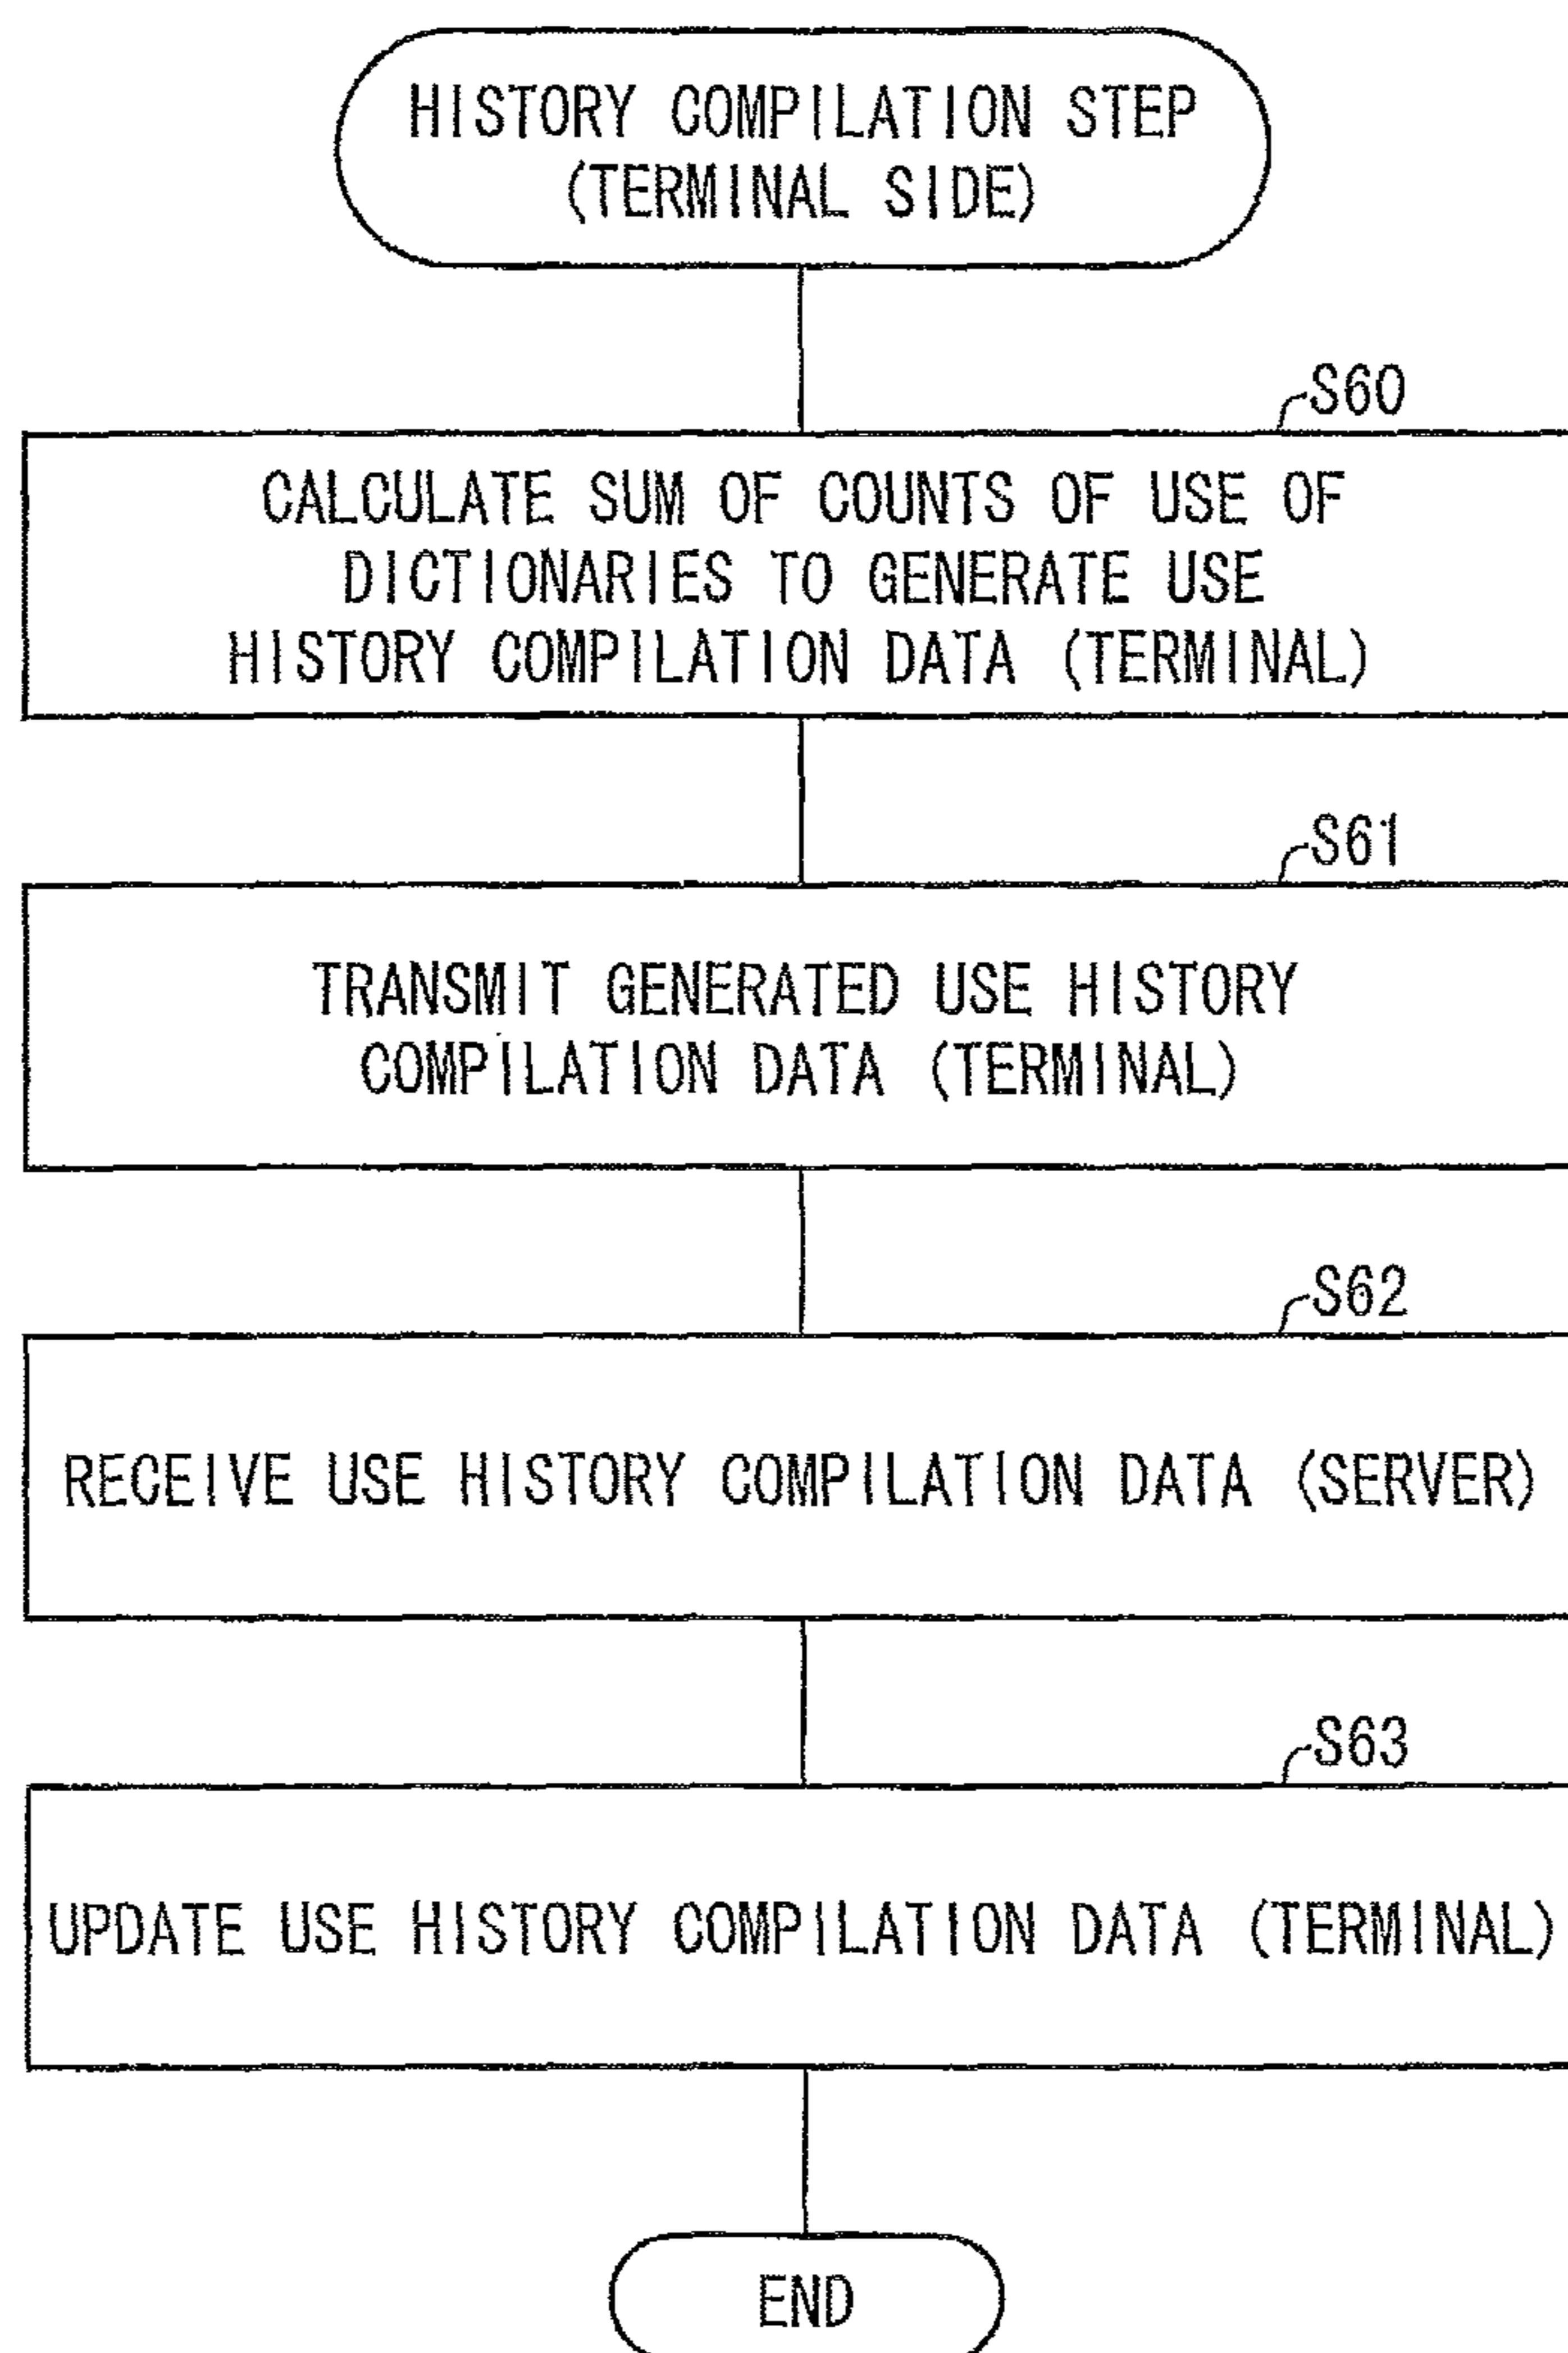 HISTORY COMPILATION STEP
(TERMINAL SIDE)
S60
CALCULATE SUM OF COUNTS OF USE OF
DICTIONARIES TO GENERATE USE
HISTORY COMPILATION DATA (TERMINAL)
S61
TRANSMIT GENERATED USE HISTORY
COMPILATION DATA (TERMINAL)
S62
RECEIVE USE HISTORY COMPILATION DATA (SERVER)
S63
UPDATE USE HISTORY COMPILATION DATA (TERMINAL)
END